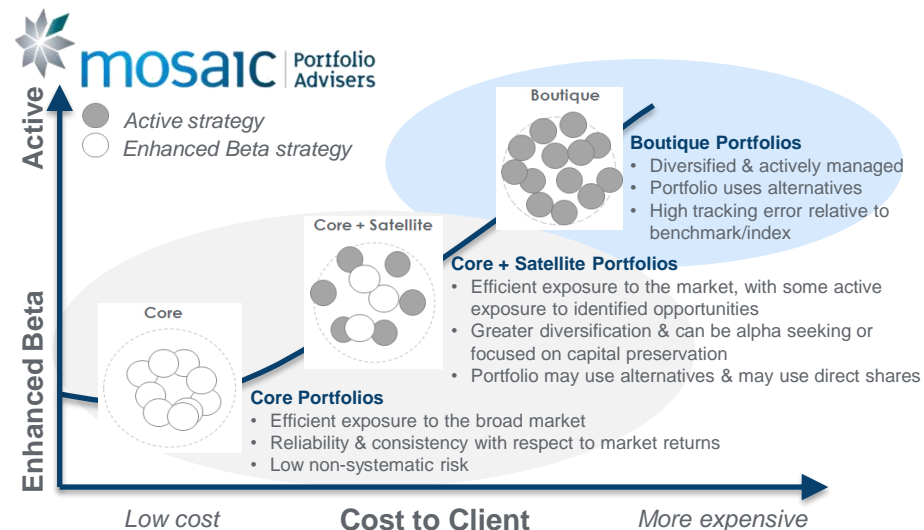 mosaic Portfolio
Advisers
Active
Enhanced Beta
Active strategy
Enhanced Beta strategy
Boutique
Boutique Portfolios
• Diversified & actively managed
• Portfolio uses alternatives
• High tracking error relative to
benchmark/index
Core + Satellite
Core + Satellite Portfolios
• Efficient exposure to the market, with some active
exposure to identified opportunities
• Greater diversification & can be alpha seeking or
focused on capital preservation
• Portfolio may use alternatives & may use direct shares
Core
Core Portfolios
• Efficient exposure to the broad market
• Reliability & consistency with respect to market returns
• Low non-systematic risk
Low cost
Cost to Client
More expensive